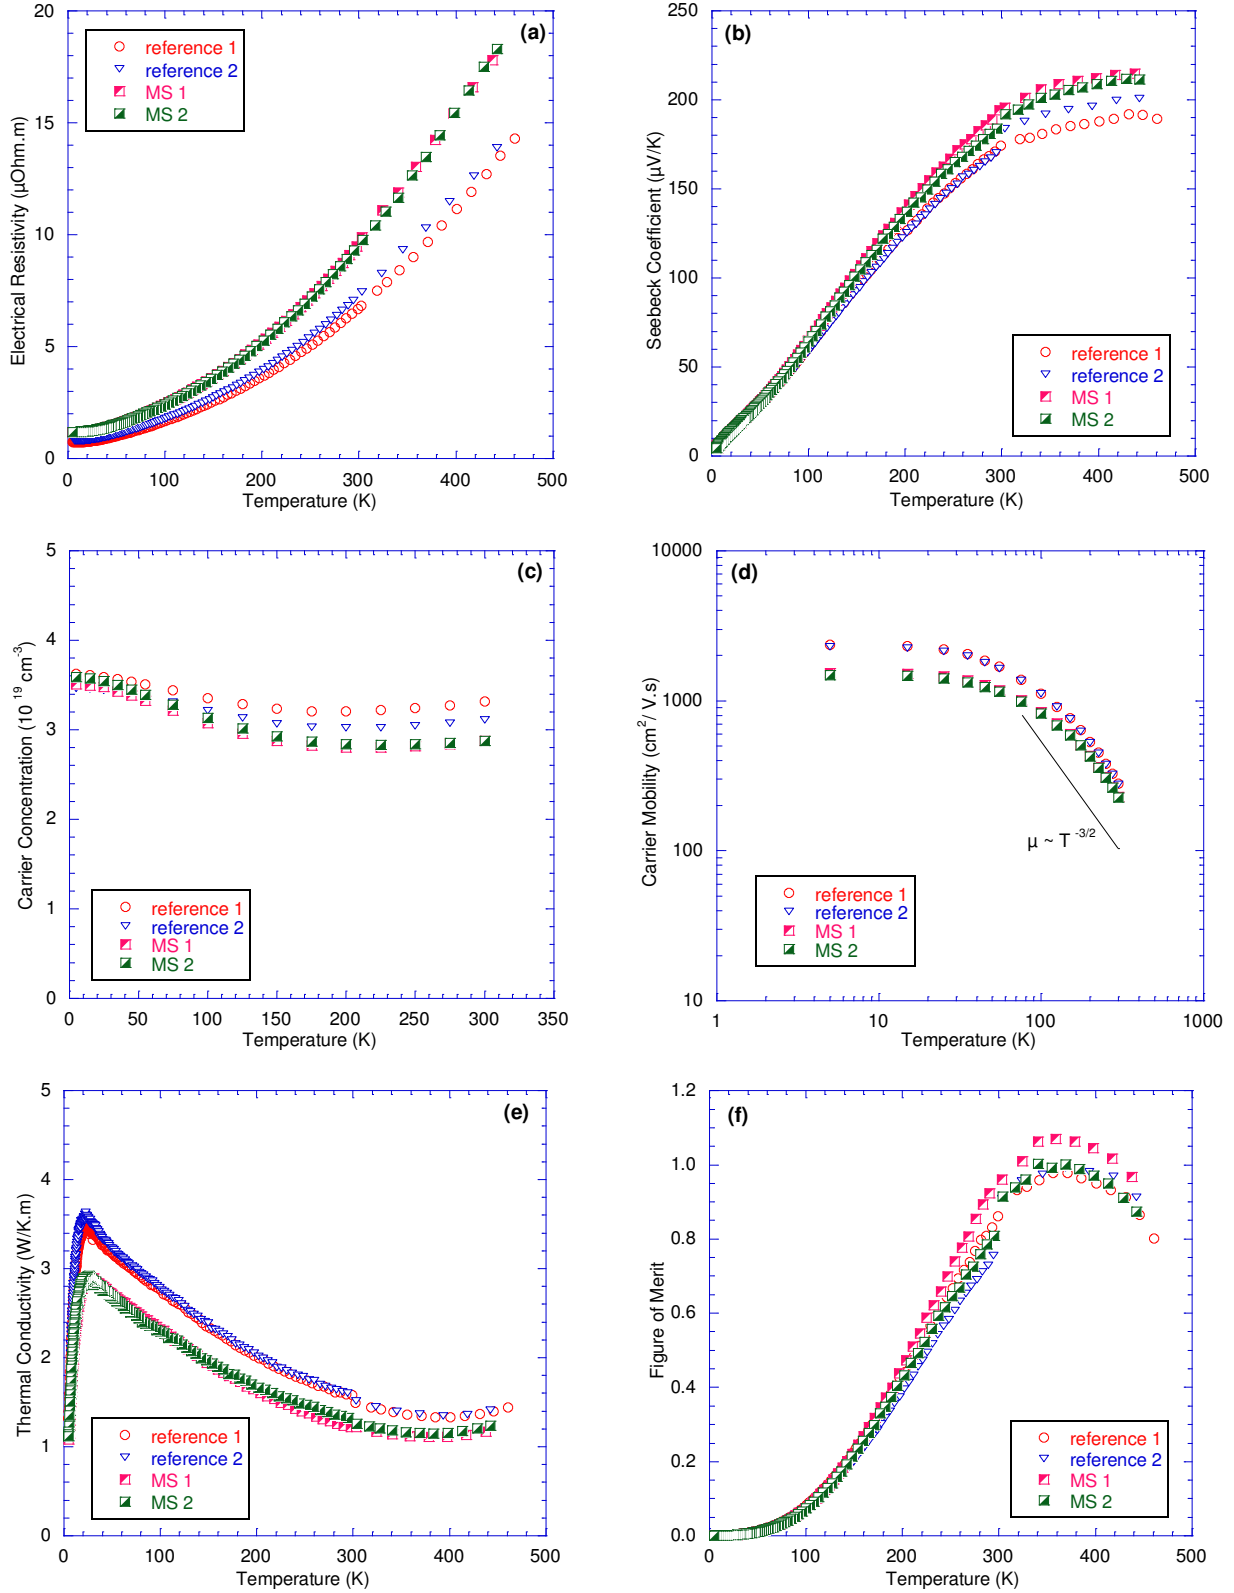 (a)
reference 1
reference 2
MS 1
MS 2
20
15
10
5
0
0 100 200 300 400 500
Electrical Resistivity (µOhm.m)
Temperature (K)
(b)
250
200
150
100
50
0
0 100 200 300 400 500
Seebeck Coefficient (µV/K)
Temperature (K)
reference 1
reference 2
MS 1
MS 2
(c)
5
4
3
2
1
0
0 50 100 150 200 250 300 350
Carrier Concentration (10 19 cm-3)
Temperature (K)
reference 1
reference 2
MS 1
MS 2
(d)
10000
1000
100
10
1 10 100 1000
Carrier Mobility (cm2/ V.s)
Temperature (K)
µ ~ T -3/2
reference 1
reference 2
MS 1
MS 2
(e)
5
4
3
2
1
0
0 100 200 300 400 500
Thermal Conductivity (W/K.m)
Temperature (K)
reference 1
reference 2
MS 1
MS 2
(f)
1.2
1.0
0.8
0.6
0.4
0.2
0.0
0 100 200 300 400 500
Figure of Merit
Temperature (K)
reference 1
reference 2
MS 1
MS 2